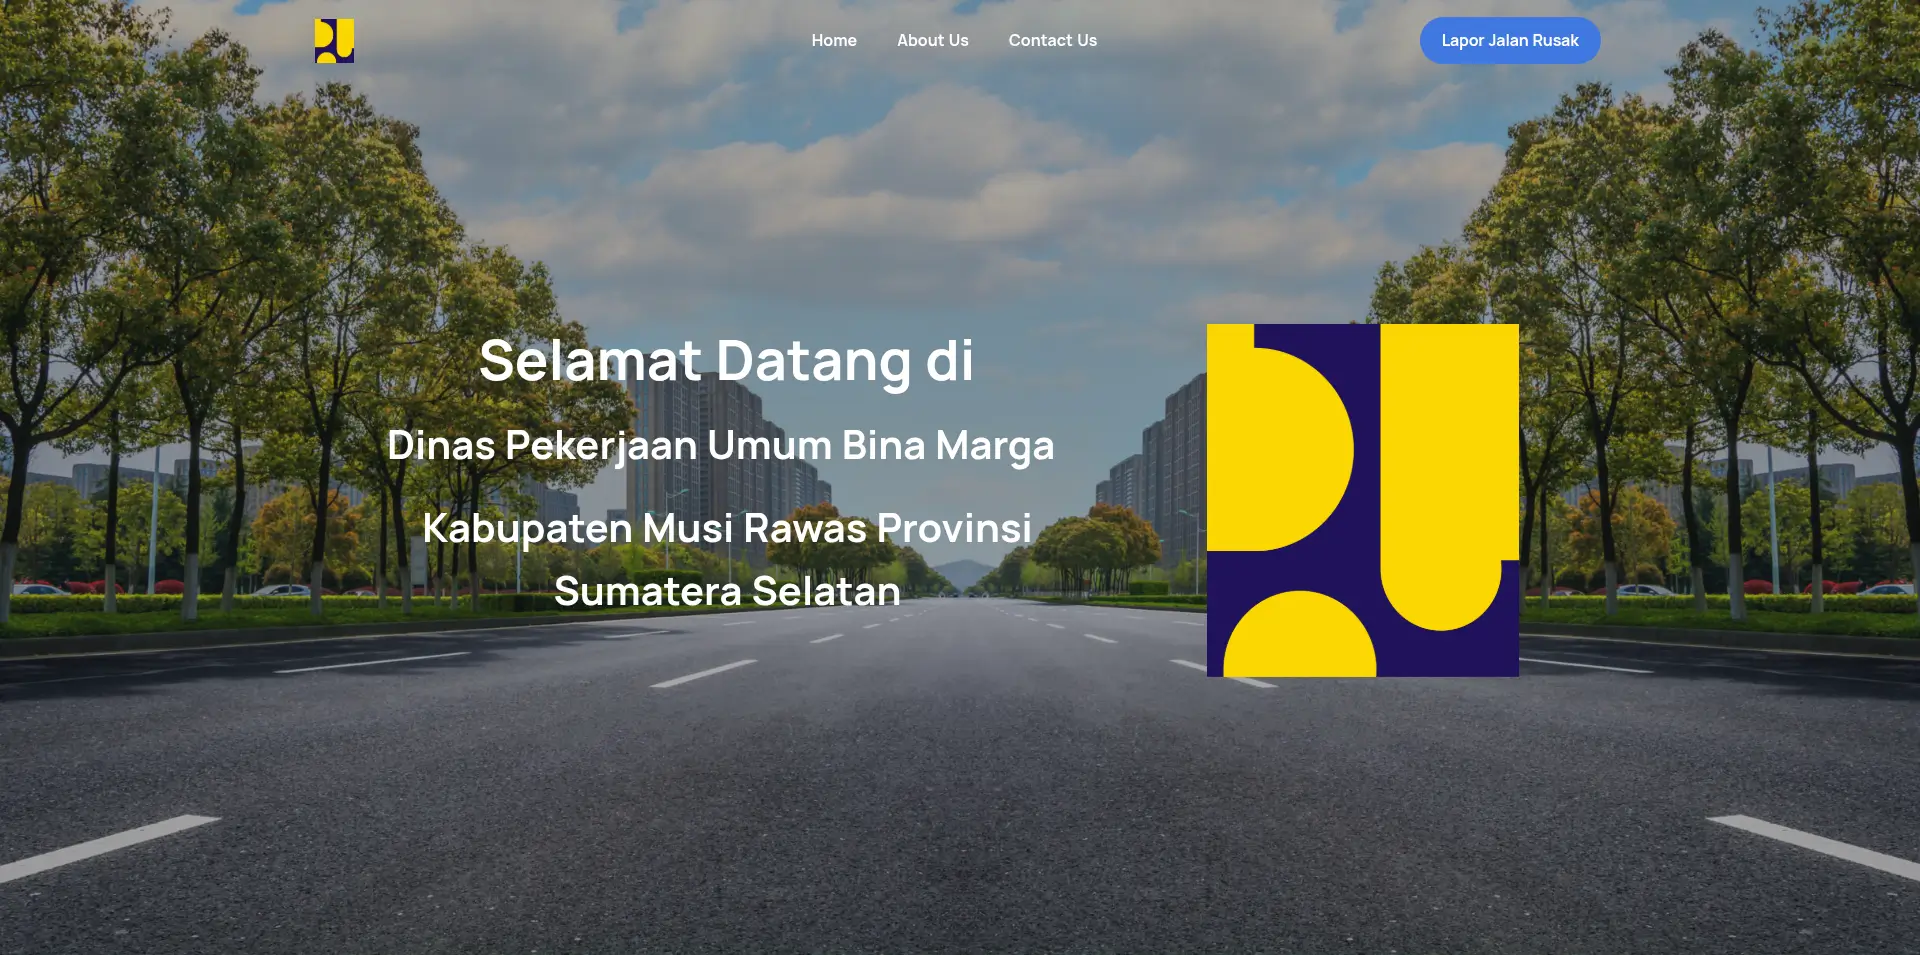 Home
About Us
Contact Us
Lapor Jalan Rusak
Selamat Datang di
Dinas Pekerjaan Umum Bina Marga
Kabupaten Musi Rawas Provinsi
Sumatera Selatan